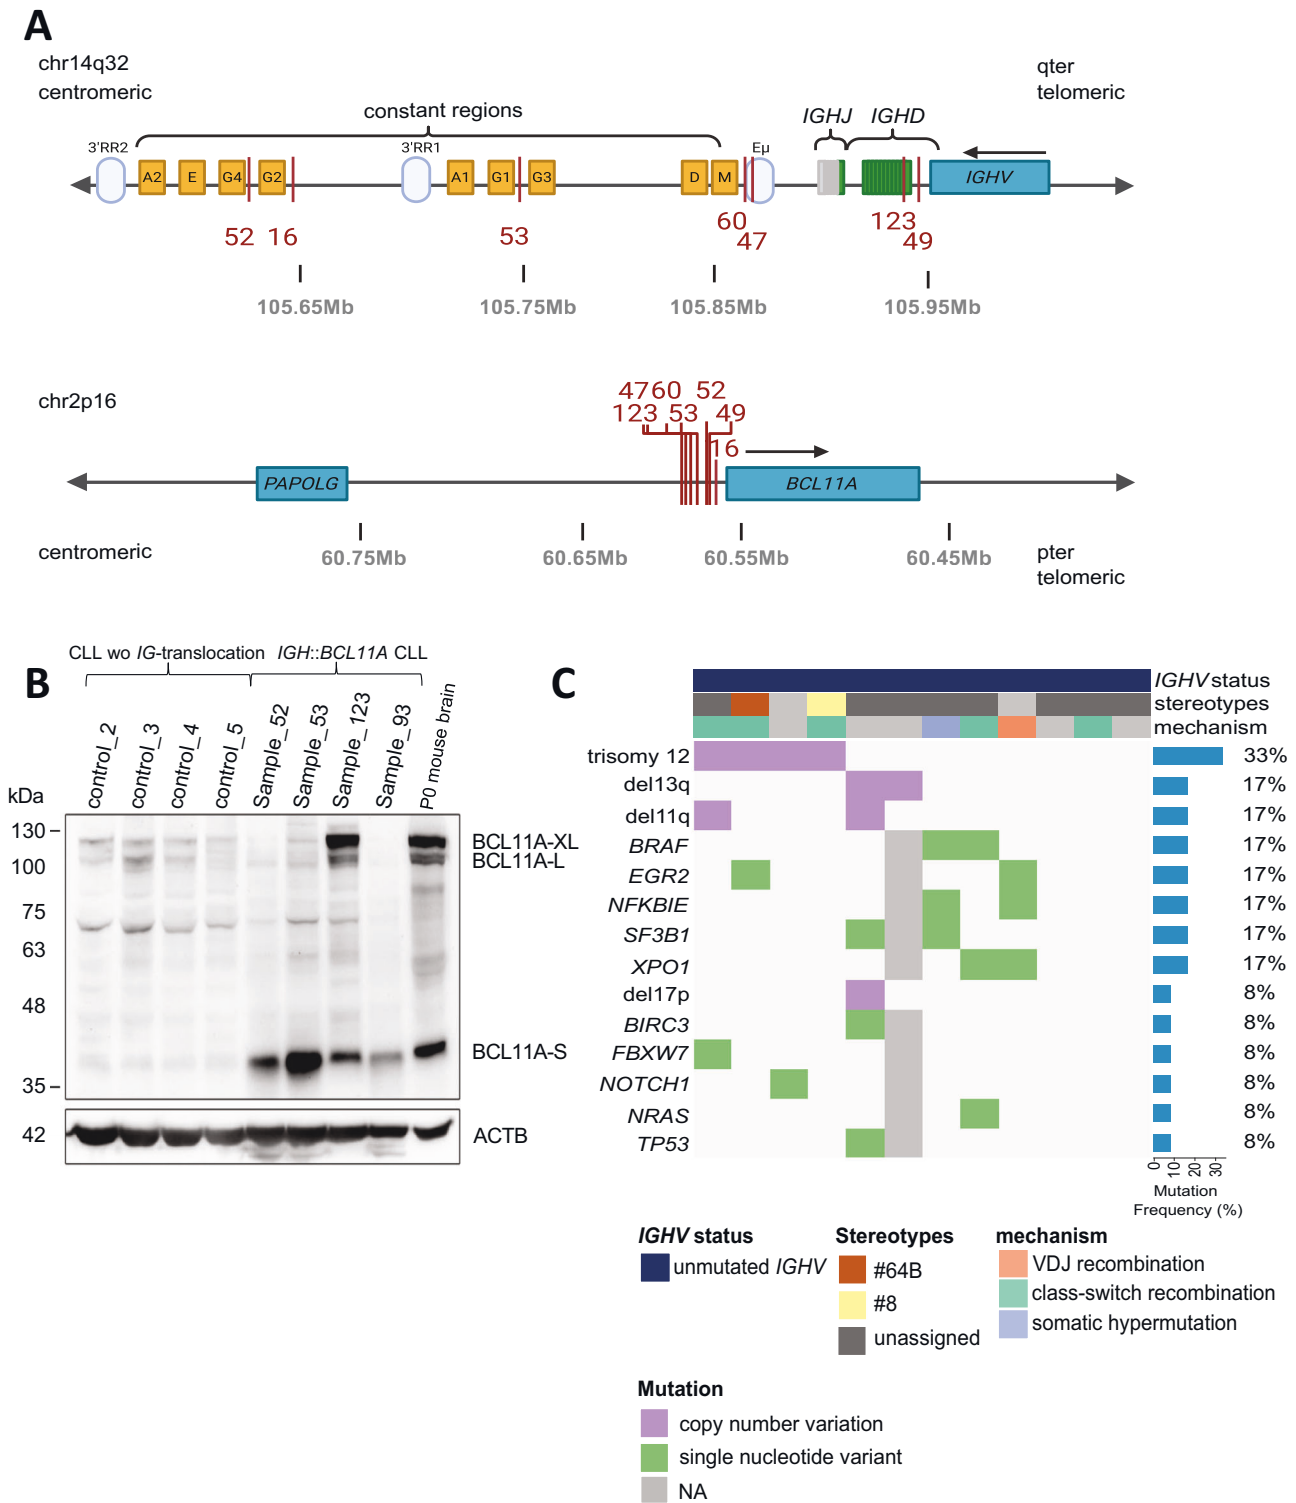 A
chr14q32
centromeric
qter
telomeric
constant regions
IGHJ IGHD
3'RR2
3'RR1
Eμ
A2 E G4 G2 A1 G1 G3 D M IGHV
52 16 53 60 47 123 49
105.65Mb 105.75Mb 105.85Mb 105.95Mb
chr2p16
4760 52
123 53 49
16
PAPOLG BCL11A
60.75Mb 60.65Mb 60.55Mb 60.45Mb
centromeric
pter
telomeric
B
CLL wo IG-translocation IGH::BCL11A CLL
control_2
control_3
control_4
control_5
Sample_52
Sample_53
Sample_123
Sample_93
P0 mouse brain
kDa
130
100
75
63
48
35
42
BCL11A-XL
BCL11A-L
BCL11A-S
ACTB
C
IGHV status
stereotypes
mechanism
trisomy 12 33%
del13q 17%
del11q 17%
BRAF 17%
EGR2 17%
NFKBIE 17%
SF3B1 17%
XPO1 17%
del17p 8%
BIRC3 8%
FBXW7 8%
NOTCH1 8%
NRAS 8%
TP53 8%
0 10 20 30
Mutation
Frequency (%)
IGHV status
unmutated IGHV
Stereotypes
#64B
#8
unassigned
mechanism
VDJ recombination
class-switch recombination
somatic hypermutation
Mutation
copy number variation
single nucleotide variant
NA